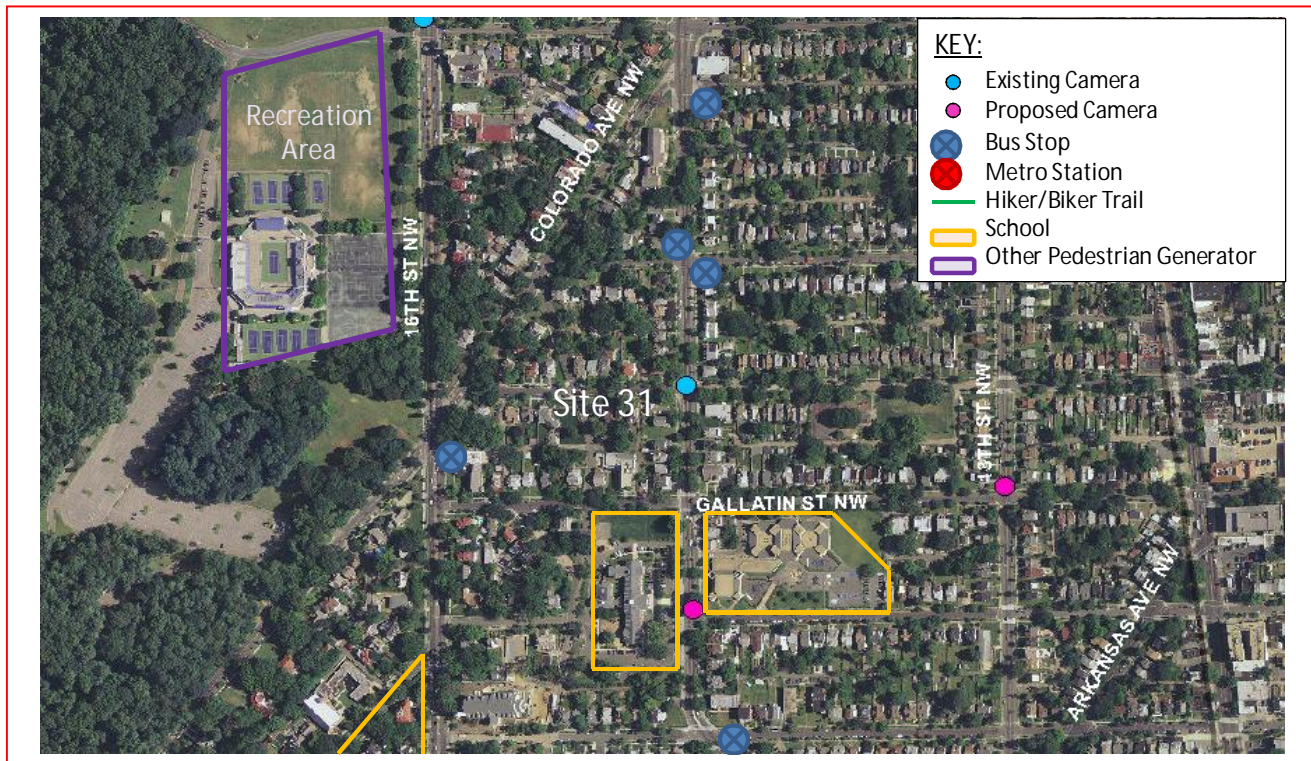 KEY:
Existing Camera
Proposed Camera
Bus Stop
Metro Station
Hiker/Biker Trail
School
Other Pedestrian Generator
Recreation
Area
COLORADO AVE NW
16TH ST NW
Site 31
13TH ST NW
GALLATIN ST NW
ARKANSAS AVE NW